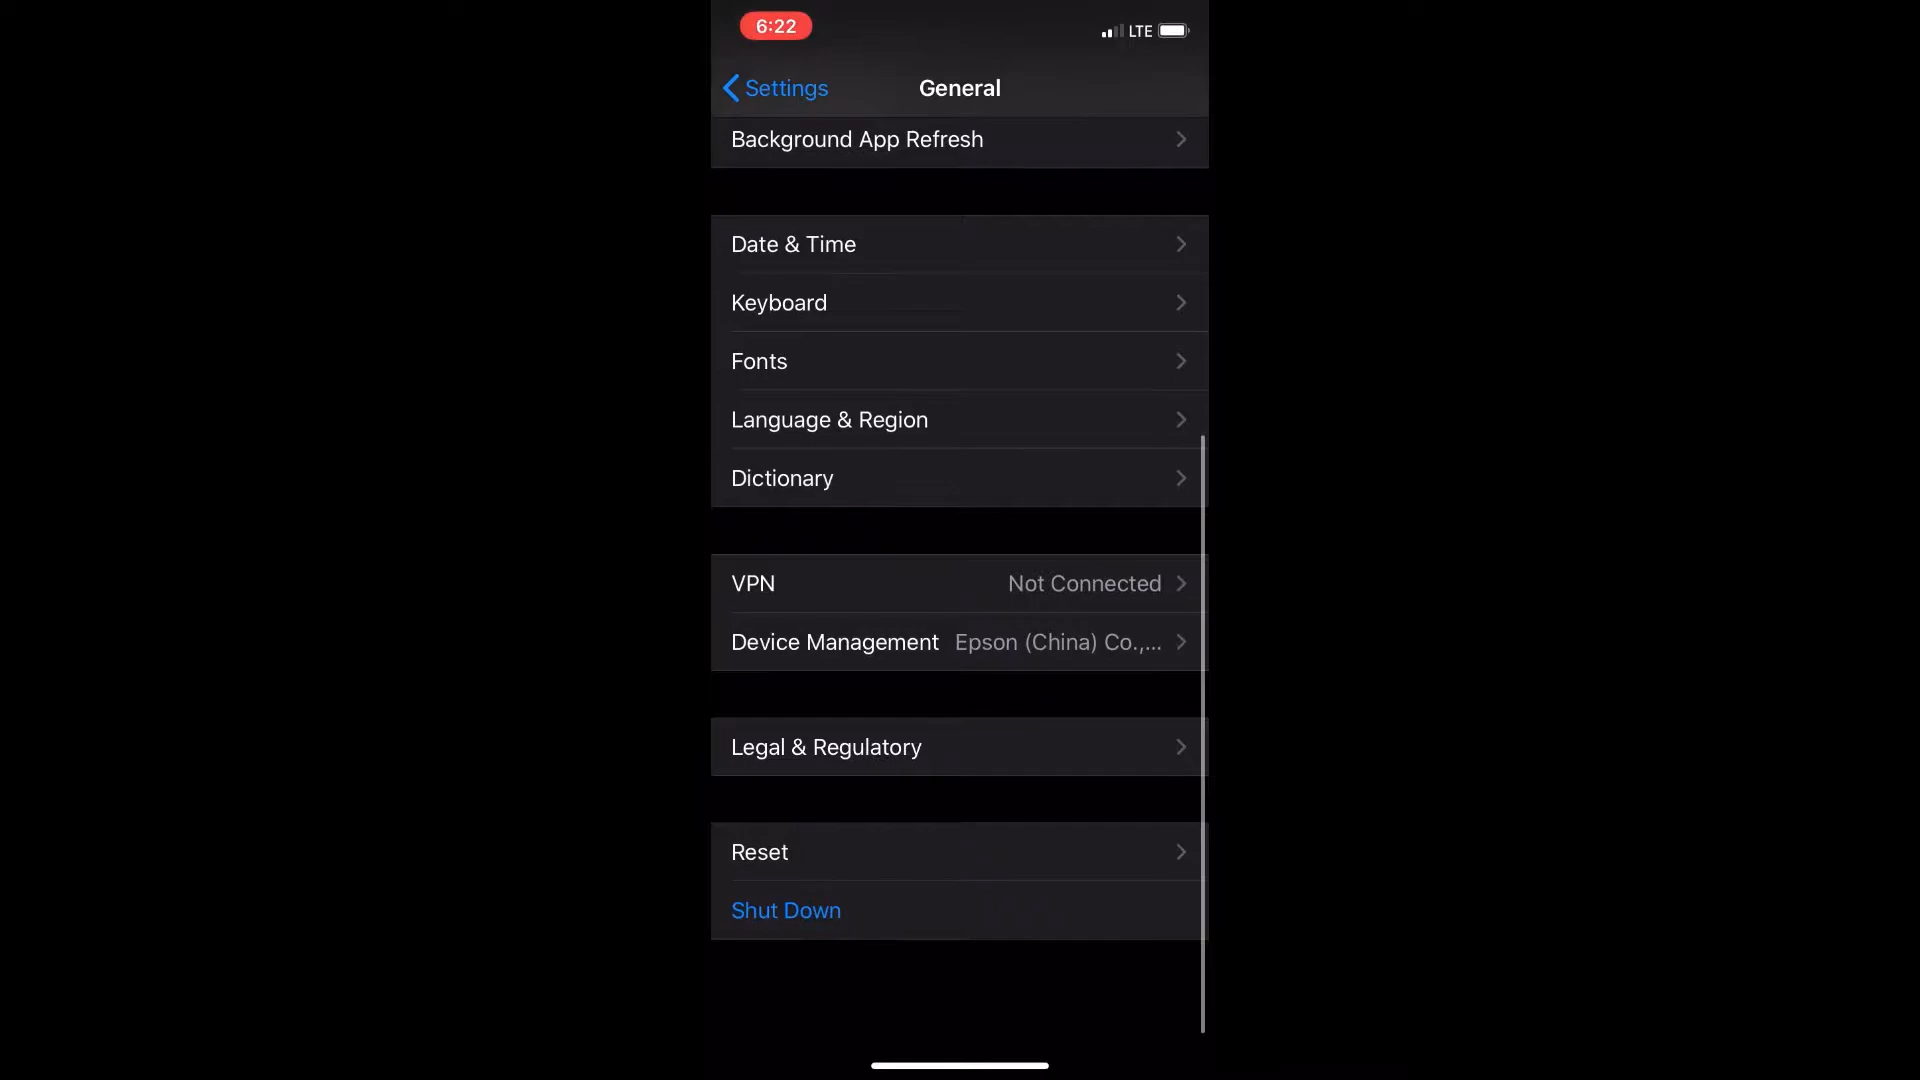 6:22
LTE
Settings
General
Background App Refresh
Date & Time
Keyboard
Fonts
Language & Region
Dictionary
VPN Not Connected
Device Management Epson (China) Co.,...
Legal & Regulatory
Reset
Shut Down